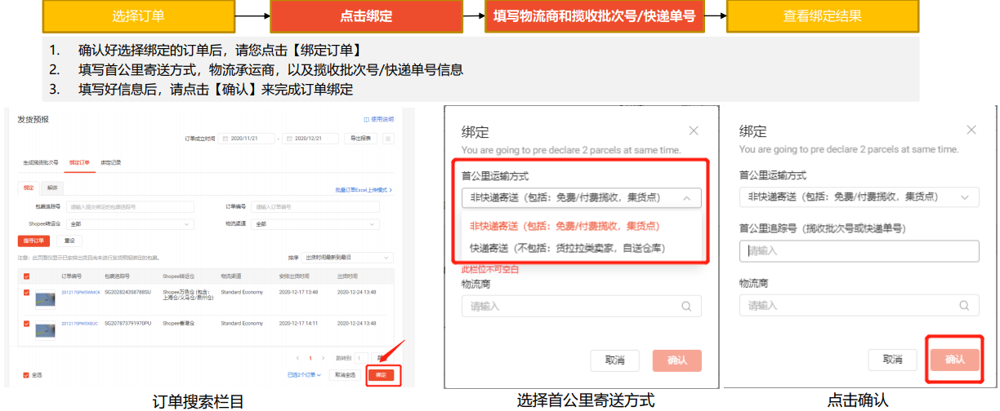 选择订单
点击绑定
填写物流商和揽收批次号/快递单号
查看绑定结果
1. 确认好选择绑定的订单后，请您点击【绑定订单】
2. 填写首公里寄送方式，物流承运商，以及揽收批次号/快递单号信息
3. 填写好信息后，请点击【确认】来完成订单绑定
发货预报
使用说明
订单成立时间 2020/11/21 - 2020/12/21 导出报表
生成揽货批次号 绑定订单 绑定记录
绑定 解绑
批量订单Excel上传模式 >
包裹追踪号 请输入提交绑定的包裹追踪号 订单编号 请输入订单编号
Shopee转运仓 全部 物流渠道 全部
搜寻订单 重设
注意：此页面仅显示已安排出货且尚未进行发货预报绑定的包裹。
排序 出货时间最新到最旧
订单编号 包裹追踪号 Shopee转运仓 物流渠道 安排出货时间 出货时间
201217SPM5WMCK SG202824358788SU Shopee万色仓 (包含: 上海仓/义乌仓/泉州仓) Standard Economy 2020-12-17 13:48 2020-12-24 13:48
SG207873791970PU Shopee香港仓 Standard Economy 2020-12-17 14:11 2020-12-24 13:48
< 1 > 跳转到 1
全选 已选2个订单 取消全选 绑定
订单搜索栏目
绑定
You are going to pre declare 2 parcels at same time.
首公里运输方式
非快递寄送（包括：免费/付费揽收，集货点）
非快递寄送（包括：免费/付费揽收，集货点）
快递寄送（不包括：货拉拉类卖家，自送仓库）
此栏位不可空白
物流商
请输入
取消 确认
选择首公里寄送方式
绑定
You are going to pre declare 2 parcels at same time.
首公里运输方式
非快递寄送（包括：免费/付费揽收，集货点）
首公里追踪号（揽收批次号或快递单号）
请输入
物流商
请输入
取消 确认
点击确认